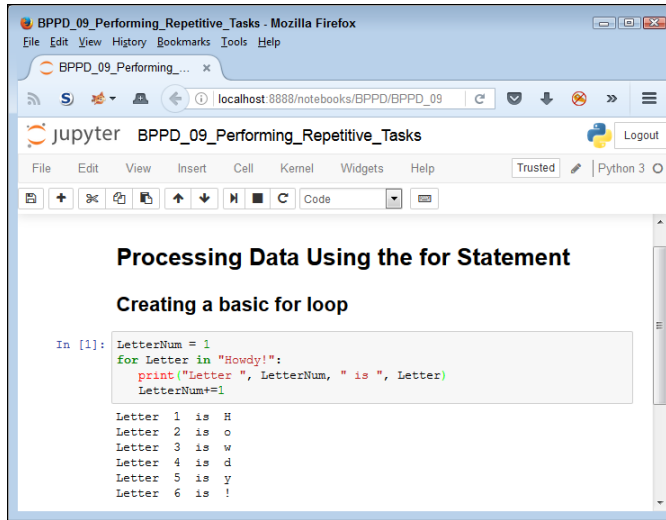 BPPD_09_Performing_Repetitive_Tasks - Mozilla Firefox
File Edit View History Bookmarks Tools Help
BPPD_09_Performing_... ×
S localhost:8888/notebooks/BPPD/BPPD_09 »
jupyter BPPD_09_Performing_Repetitive_Tasks Logout
File Edit View Insert Cell Kernel Widgets Help Trusted Python 3
Code
Processing Data Using the for Statement
Creating a basic for loop
In [1]: LetterNum = 1
for Letter in "Howdy!":
print("Letter ", LetterNum, " is ", Letter)
LetterNum+=1
Letter  1  is  H
Letter  2  is  o
Letter  3  is  w
Letter  4  is  d
Letter  5  is  y
Letter  6  is  !